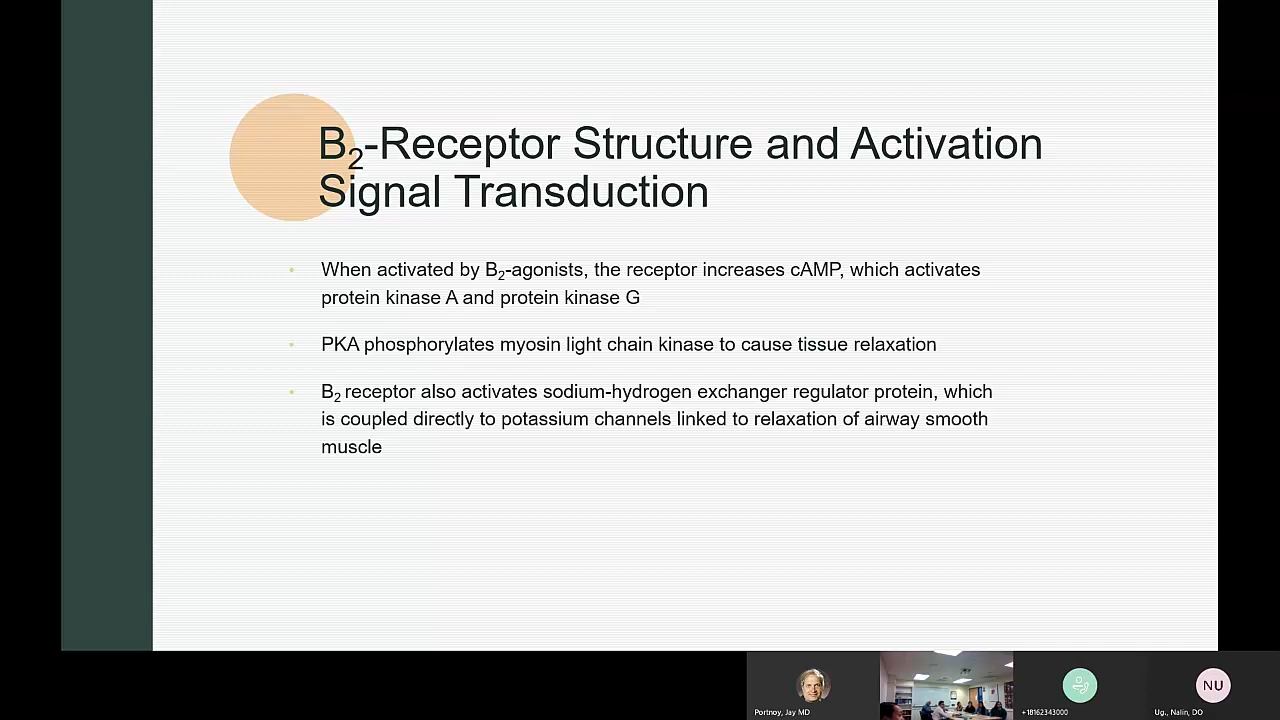 B2-Receptor Structure and Activation
Signal Transduction
• When activated by B2-agonists, the receptor increases cAMP, which activates
protein kinase A and protein kinase G
• PKA phosphorylates myosin light chain kinase to cause tissue relaxation
• B2 receptor also activates sodium-hydrogen exchanger regulator protein, which
is coupled directly to potassium channels linked to relaxation of airway smooth
muscle
NU
Portnoy, Jay MD
+18162343000
Ug., Nalin, DO